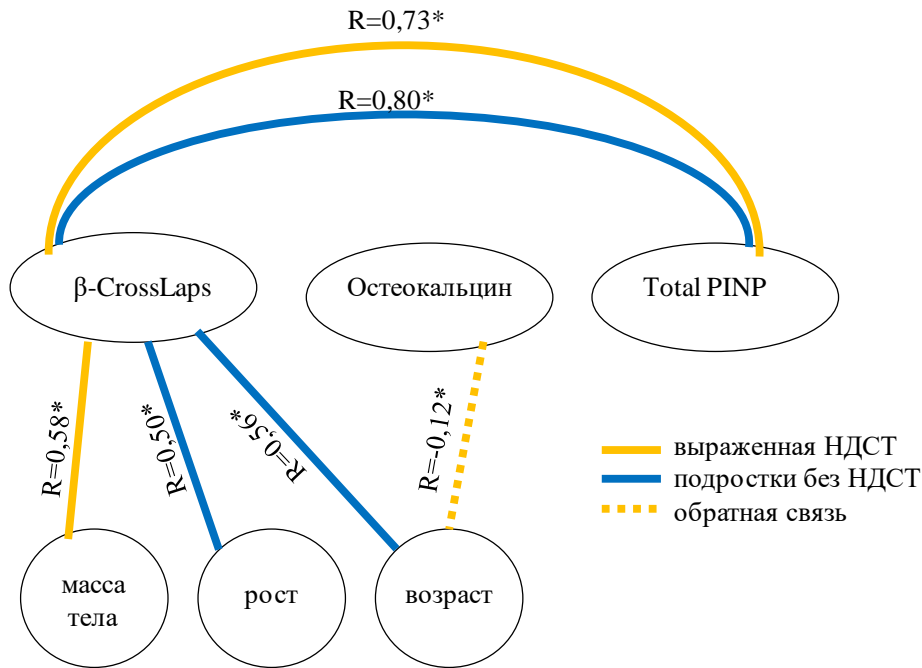 R=0,73*
R=0,80*
β-CrossLaps
Остеокальцин
Total PINP
R=0,58*
R=0,50*
R=0,56*
R=-0,12*
выраженная НДСТ
подростки без НДСТ
обратная связь
масса
тела
рост
возраст